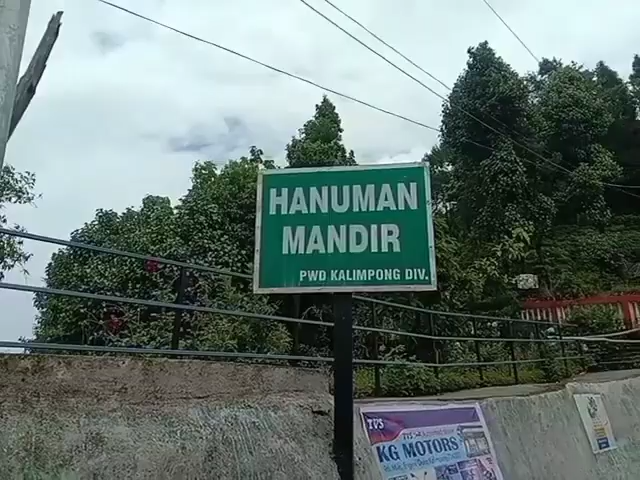 HANUMAN
MANDIR
PWD KALIMPONG DIV.
TVS
KG MOTORS